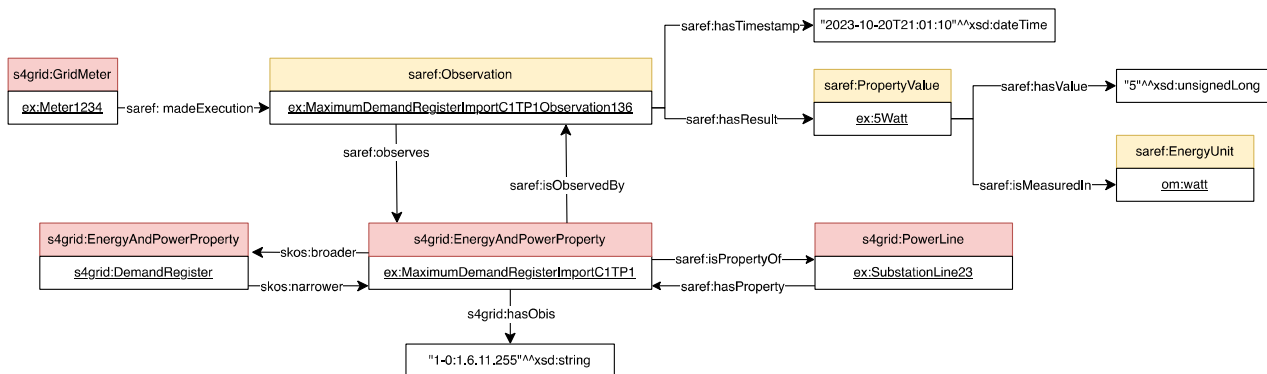 saref:hasTimestamp
"2023-10-20T21:01:10"^^xsd:dateTime
s4grid:GridMeter
ex:Meter1234
saref: madeExecution
saref:Observation
ex:MaximumDemandRegisterImportC1TP1Observation136
saref:hasResult
saref:PropertyValue
ex:5Watt
saref:hasValue
"5"^^xsd:unsignedLong
saref:isMeasuredIn
saref:EnergyUnit
om:watt
saref:observes
saref:isObservedBy
s4grid:EnergyAndPowerProperty
s4grid:DemandRegister
skos:broader
skos:narrower
s4grid:EnergyAndPowerProperty
ex:MaximumDemandRegisterImportC1TP1
saref:isPropertyOf
saref:hasProperty
s4grid:PowerLine
ex:SubstationLine23
s4grid:hasObis
"1-0:1.6.11.255"^^xsd:string